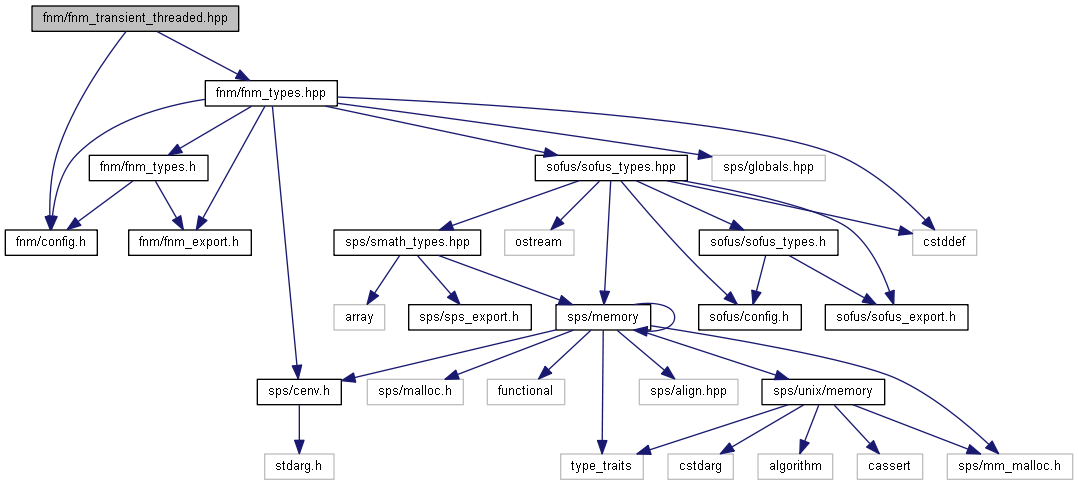 fnm/fnm_transient_threaded.hpp
fnm/fnm_types.hpp
fnm/fnm_types.h
sofus/sofus_types.hpp
sps/globals.hpp
fnm/config.h
fnm/fnm_export.h
sps/smath_types.hpp
ostream
sofus/sofus_types.h
cstddef
array
sps/sps_export.h
sps/memory
sofus/config.h
sofus/sofus_export.h
sps/cenv.h
sps/malloc.h
functional
sps/align.hpp
sps/unix/memory
stdarg.h
type_traits
cstdarg
algorithm
cassert
sps/mm_malloc.h